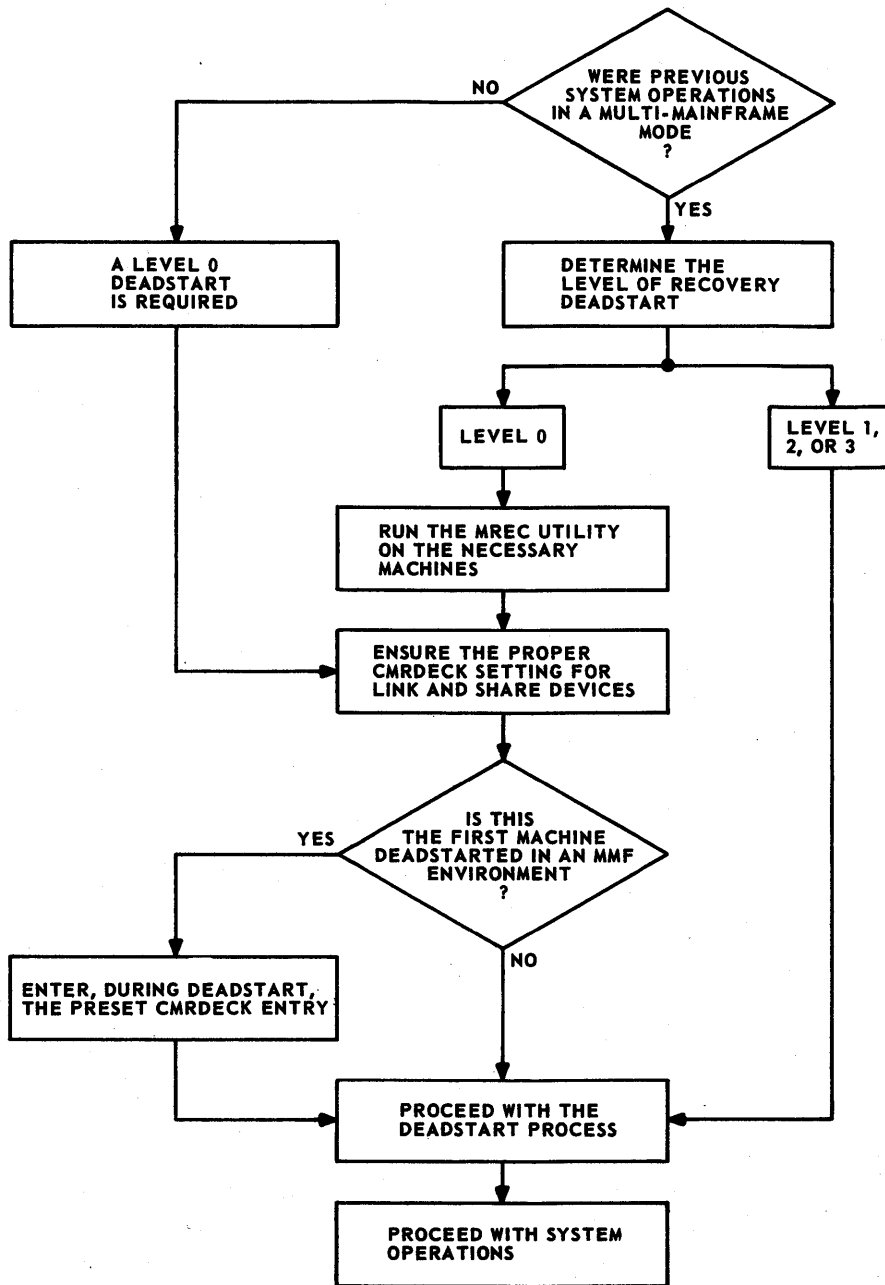 WERE PREVIOUS
SYSTEM OPERATIONS
IN A MULTI-MAINFRAME
MODE
?
NO
YES
A LEVEL 0
DEADSTART
IS REQUIRED
DETERMINE THE
LEVEL OF RECOVERY
DEADSTART
LEVEL 0
LEVEL 1,
2, OR 3
RUN THE MREC UTILITY
ON THE NECESSARY
MACHINES
ENSURE THE PROPER
CMRDECK SETTING FOR
LINK AND SHARE DEVICES
IS THIS
THE FIRST MACHINE
DEADSTARTED IN AN MMF
ENVIRONMENT
?
YES
NO
ENTER, DURING DEADSTART,
THE PRESET CMRDECK ENTRY
PROCEED WITH THE
DEADSTART PROCESS
PROCEED WITH SYSTEM
OPERATIONS